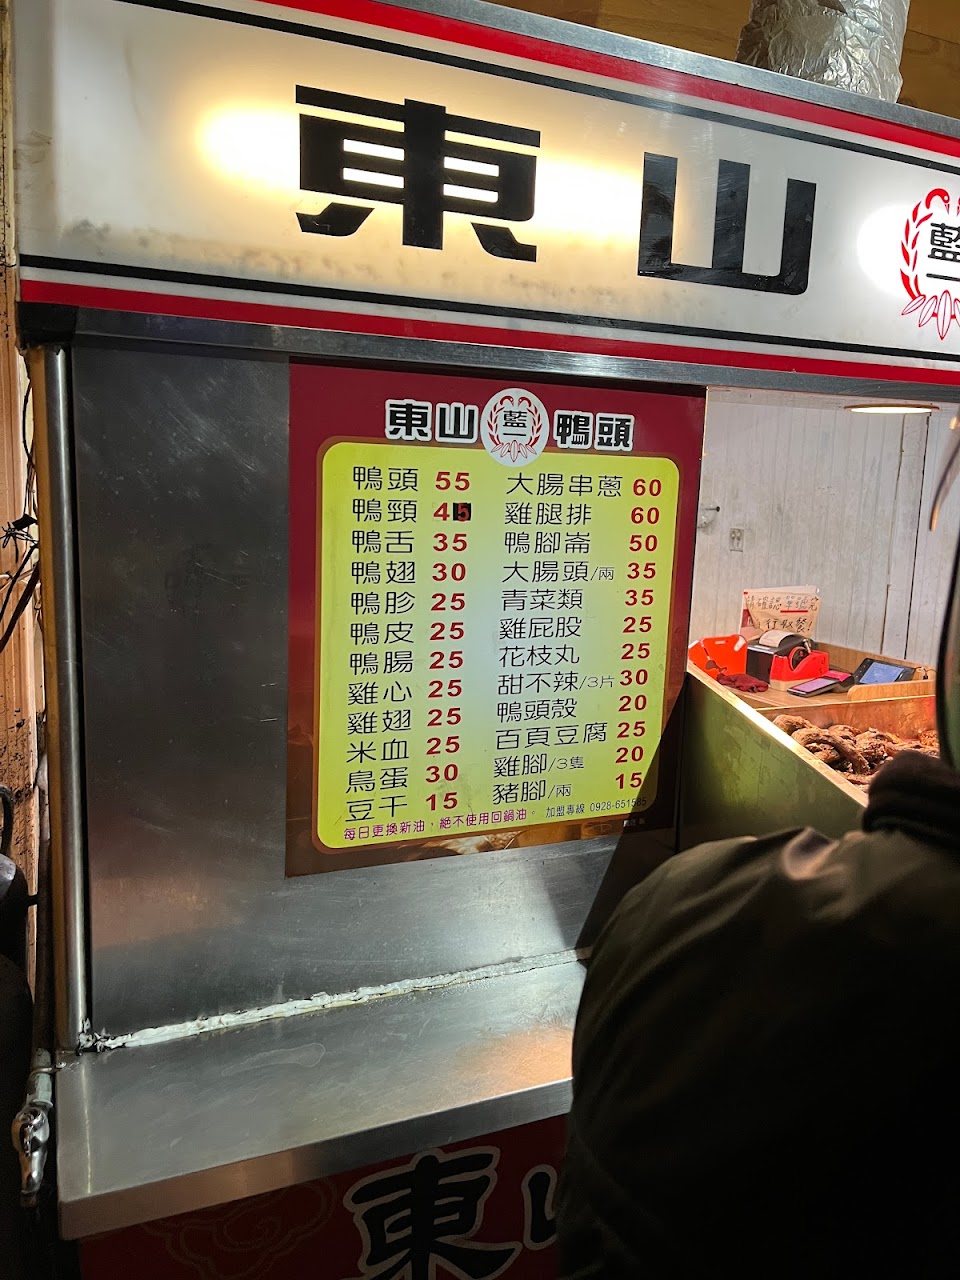 東山
藍
東山 藍 鴨頭
鴨頭 55
鴨頸 45
鴨舌 35
鴨翅 30
鴨胗 25
鴨皮 25
鴨腸 25
雞心 25
雞翅 25
米血 25
鳥蛋 30
豆干 15
大腸串蔥 60
雞腿排 60
鴨腳崙 50
大腸頭/兩 35
青菜類 35
雞屁股 25
花枝丸 25
甜不辣/3片 30
鴨頭殼 20
百頁豆腐 25
雞腳/3隻 20
豬腳/兩 15
每日更換新油，絕不使用回鍋油。 加盟專線 0928-651565
東